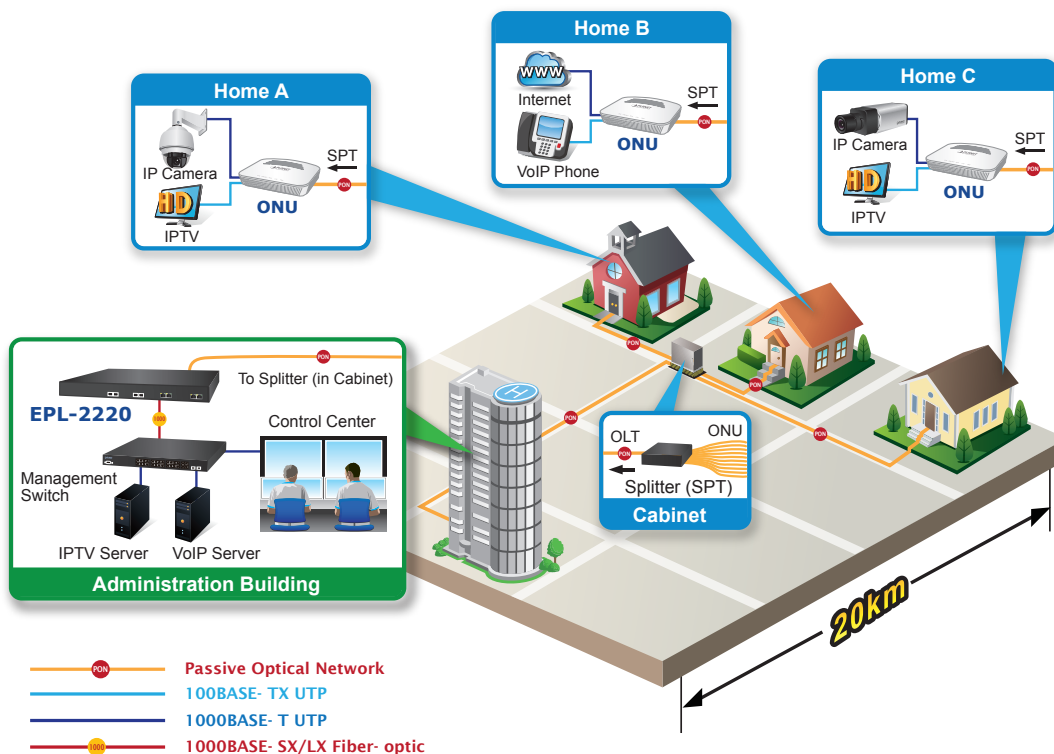 Home A
IP Camera
SPT
PON
HD
IPTV
ONU
Home B
WWW
Internet
SPT
PON
VoIP Phone
ONU
Home C
IP Camera
SPT
PON
HD
IPTV
ONU
PON
To Splitter (in Cabinet)
EPL-2220
1000
Control Center
Management
Switch
IPTV Server
VoIP Server
Administration Building
H
PON
PON
PON
PON
OLT
ONU
PON
Splitter (SPT)
Cabinet
20km
PON
Passive Optical Network
100BASE- TX UTP
1000BASE- T UTP
1000
1000BASE- SX/LX Fiber- optic